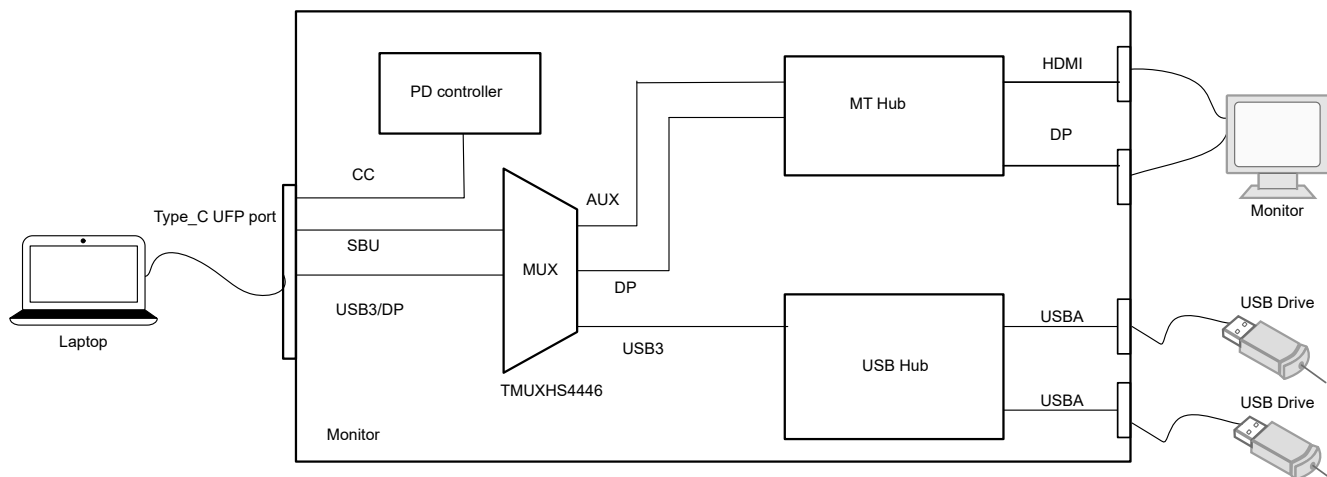 HDMI
PD controller
MT Hub
DP
CC
AUX
Type_C UFP port
Monitor
SBU
MUX
DP
USB3/DP
USB Drive
USBA
Laptop
USB3
USB Hub
TMUXHS4446
USBA
USB Drive
Monitor